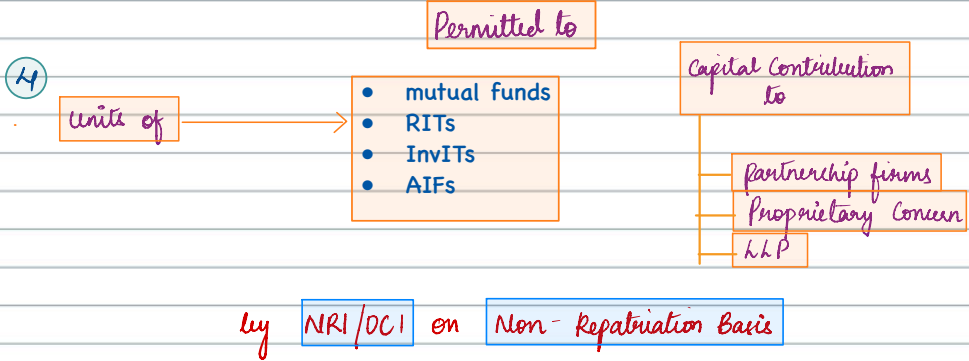 Permitted to
4
units of
• mutual funds
• RITs
• InvITs
• AIFs
Capital Contribution
to
partnership firms
Proprietary Concern
LLP
by NRI/OCI on Non-Repatriation Basis